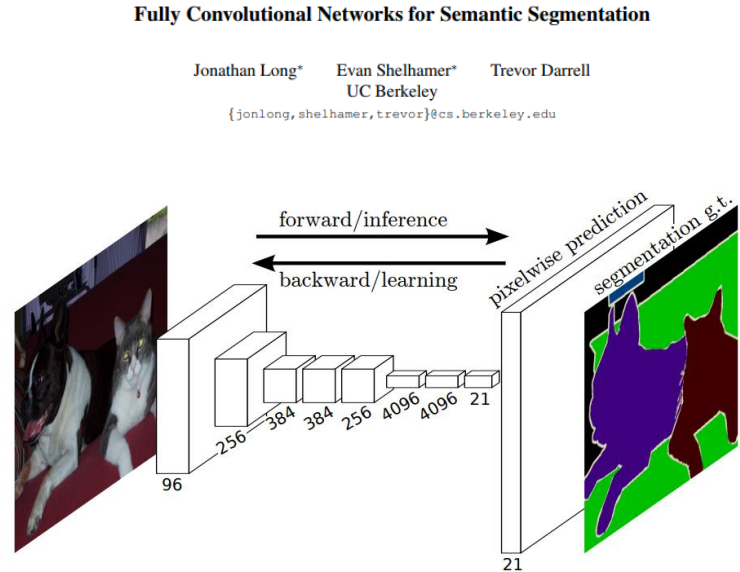 Fully Convolutional Networks for Semantic Segmentation
Jonathan Long* Evan Shelhamer* Trevor Darrell
UC Berkeley
{jonlong,shelhamer,trevor}@cs.berkeley.edu
forward/inference
backward/learning
pixelwise prediction
segmentation g.t.
96
256
384
384
256
4096
4096
21
21